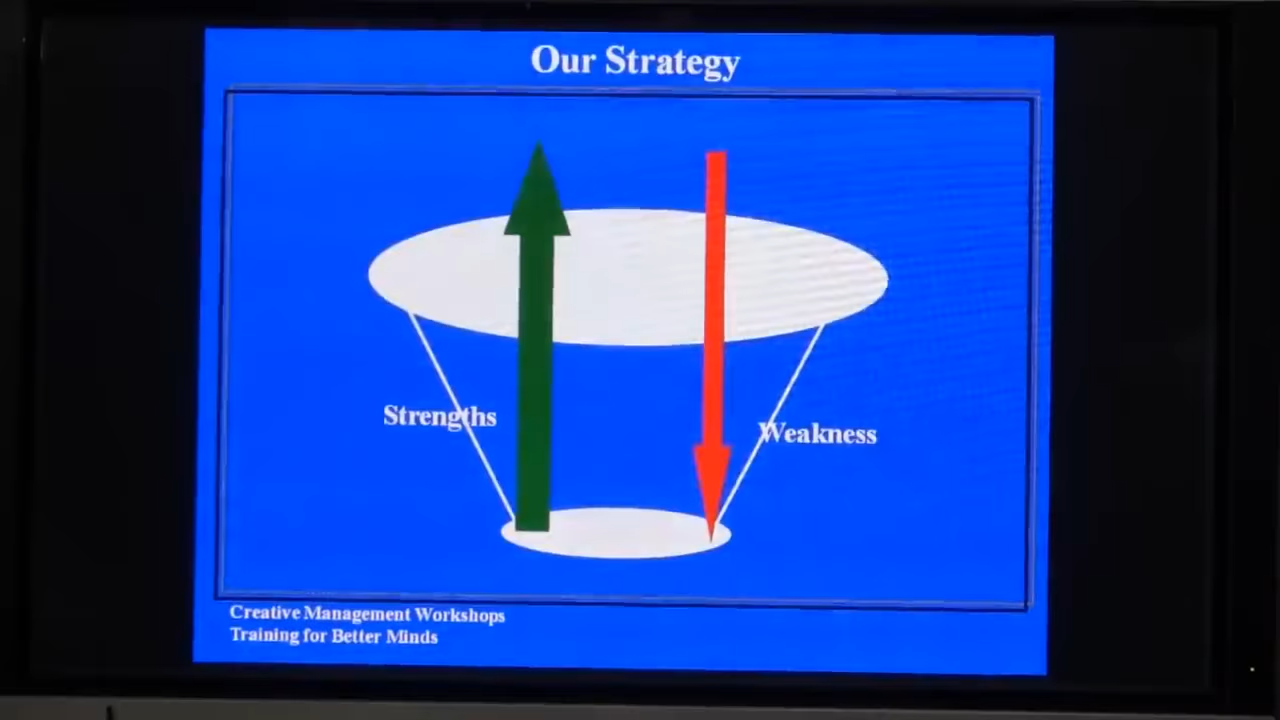 Our Strategy
Strengths
Weakness
Creative Management Workshops
Training for Better Minds